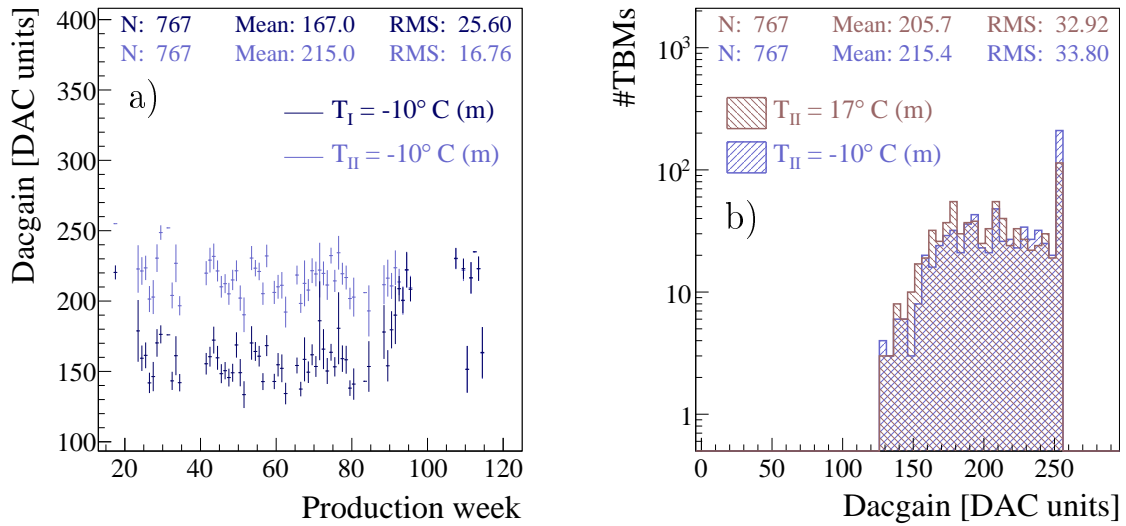 N: 767 Mean: 167.0 RMS: 25.60
N: 767 Mean: 215.0 RMS: 16.76
a)
T_I = -10° C (m)
T_II = -10° C (m)
Dacgain [DAC units]
400
350
300
250
200
150
100
20 40 60 80 100 120
Production week
N: 767 Mean: 205.7 RMS: 32.92
N: 767 Mean: 215.4 RMS: 33.80
T_II = 17° C (m)
T_II = -10° C (m)
b)
#TBMs
10³
10²
10
1
0 50 100 150 200 250
Dacgain [DAC units]